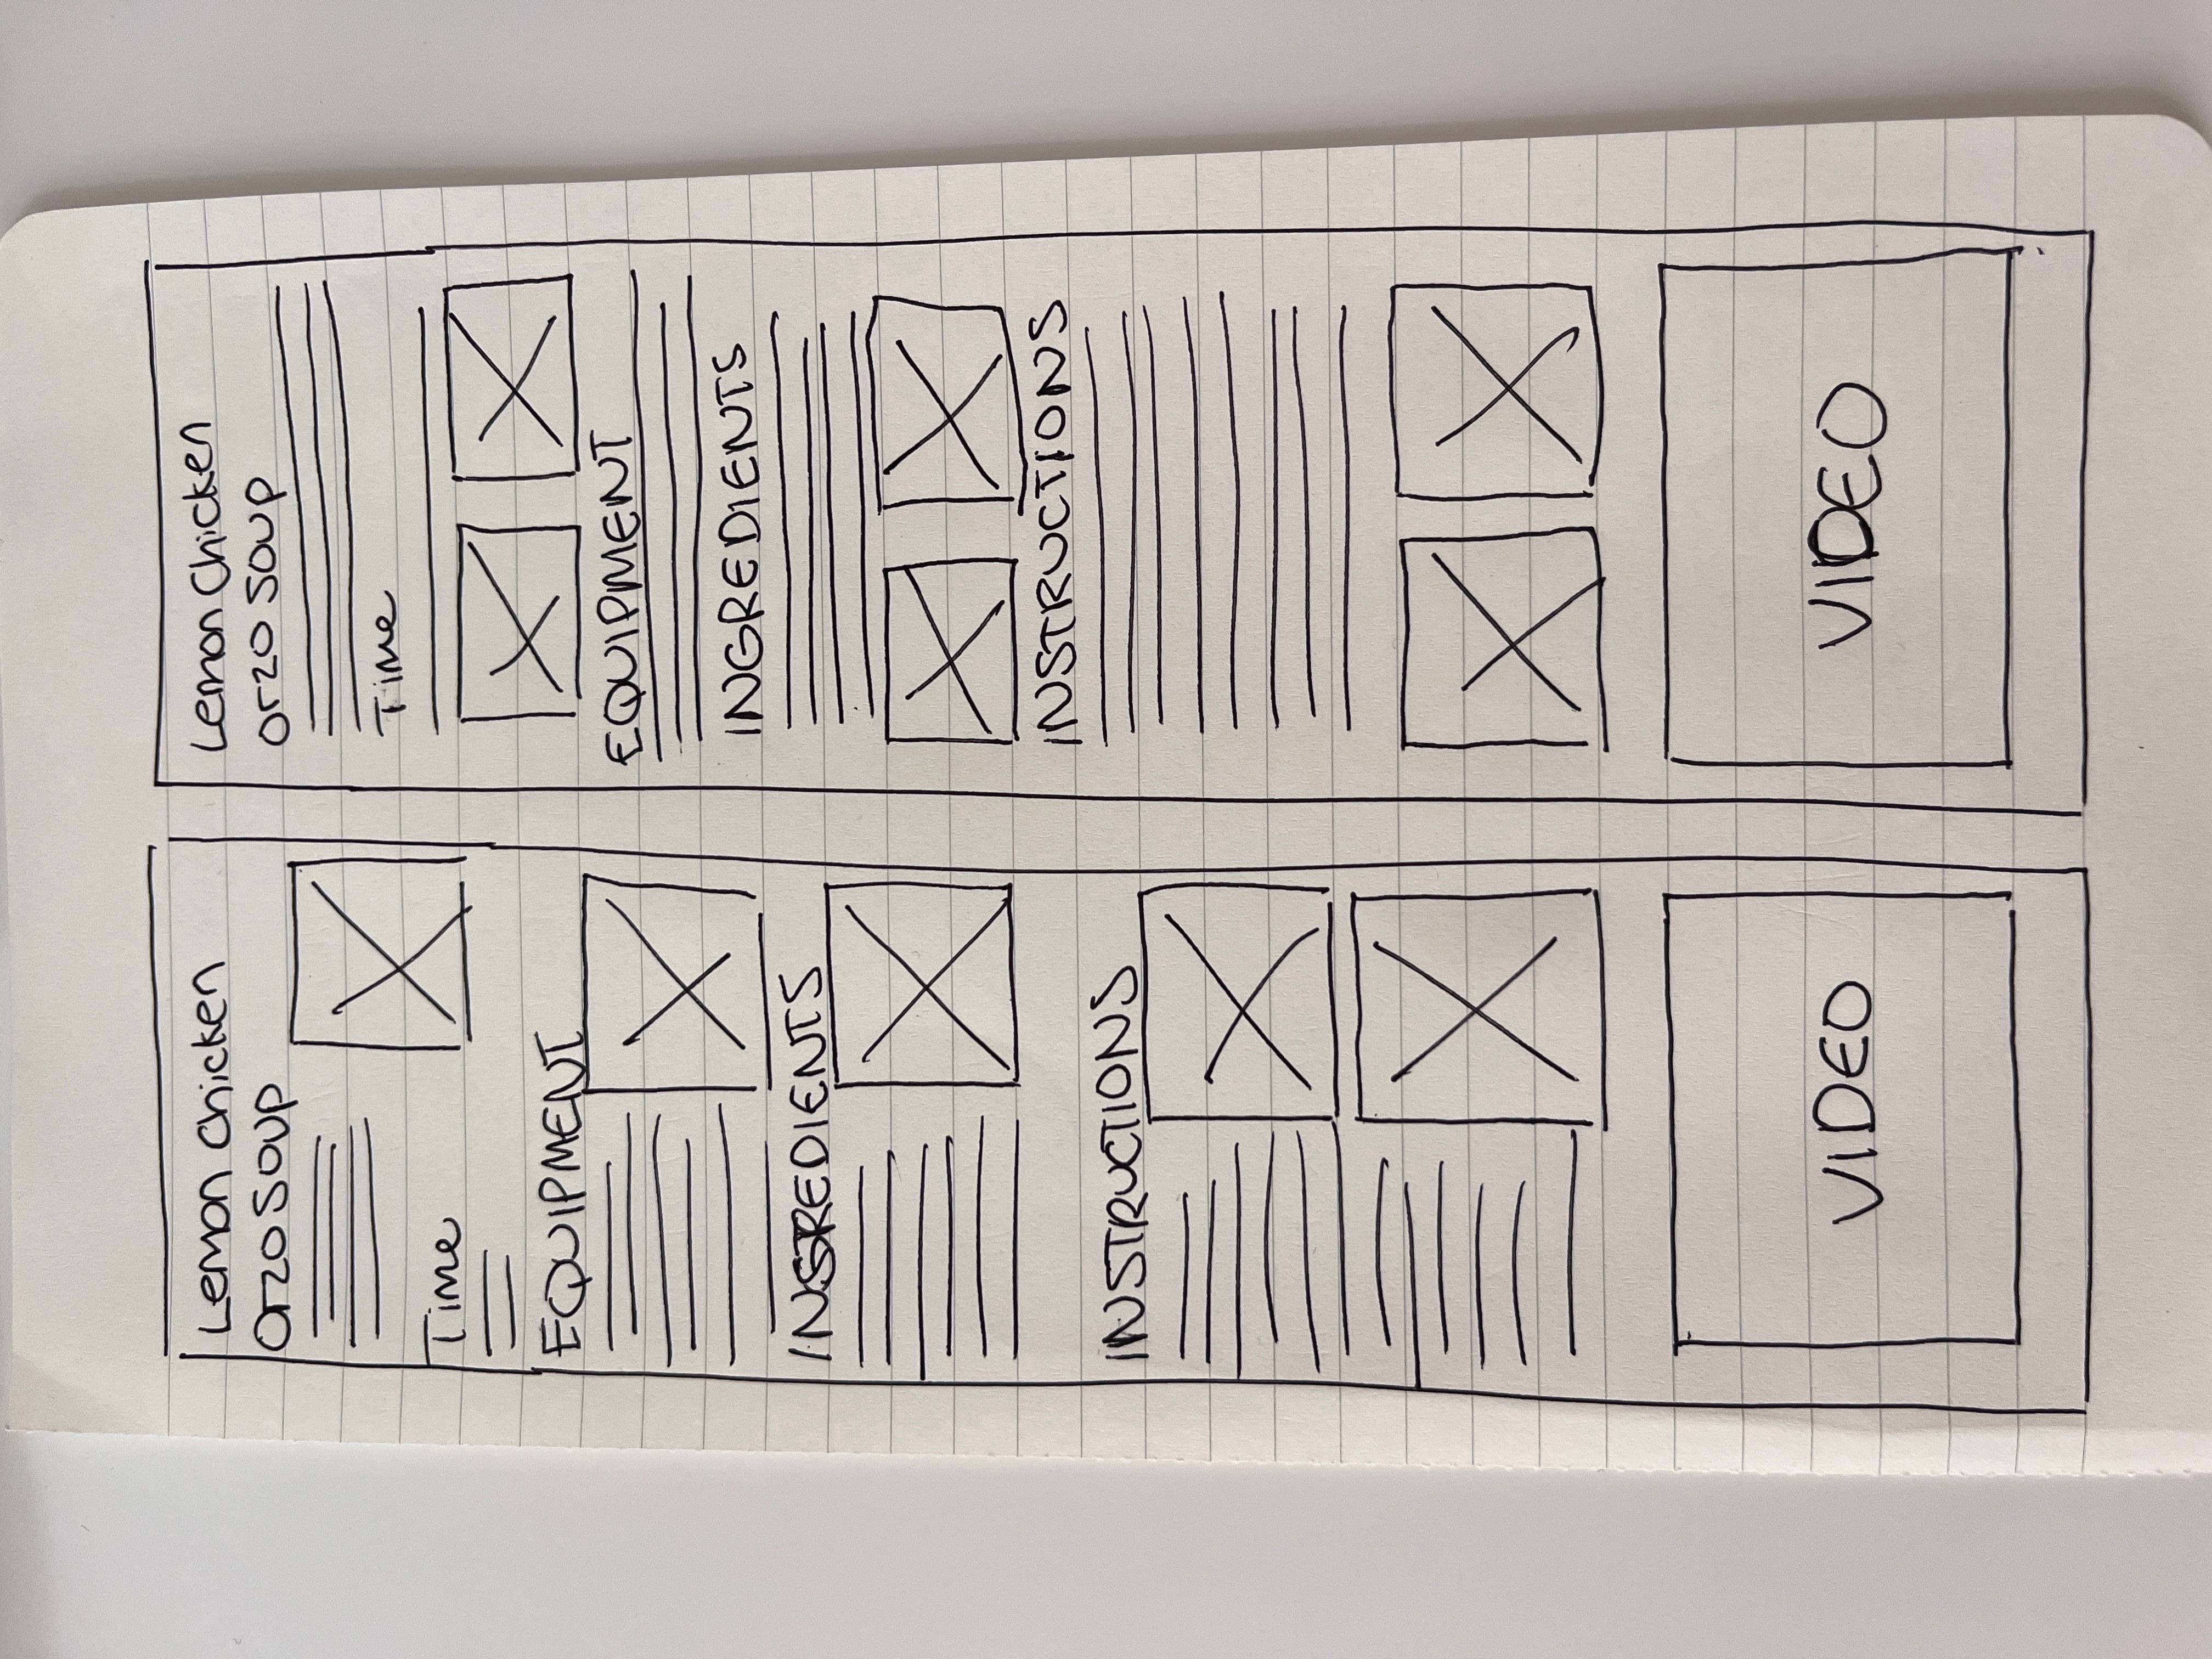 Lemon Chicken
Orzo SOUP
Time
EQUIPMENT
INGREDIENTS
INSTRUCTIONS
VIDEO
Lemon Chicken
Orzo SOUP
Time
EQUIPMENT
INGREDIENTS
INSTRUCTIONS
VIDEO